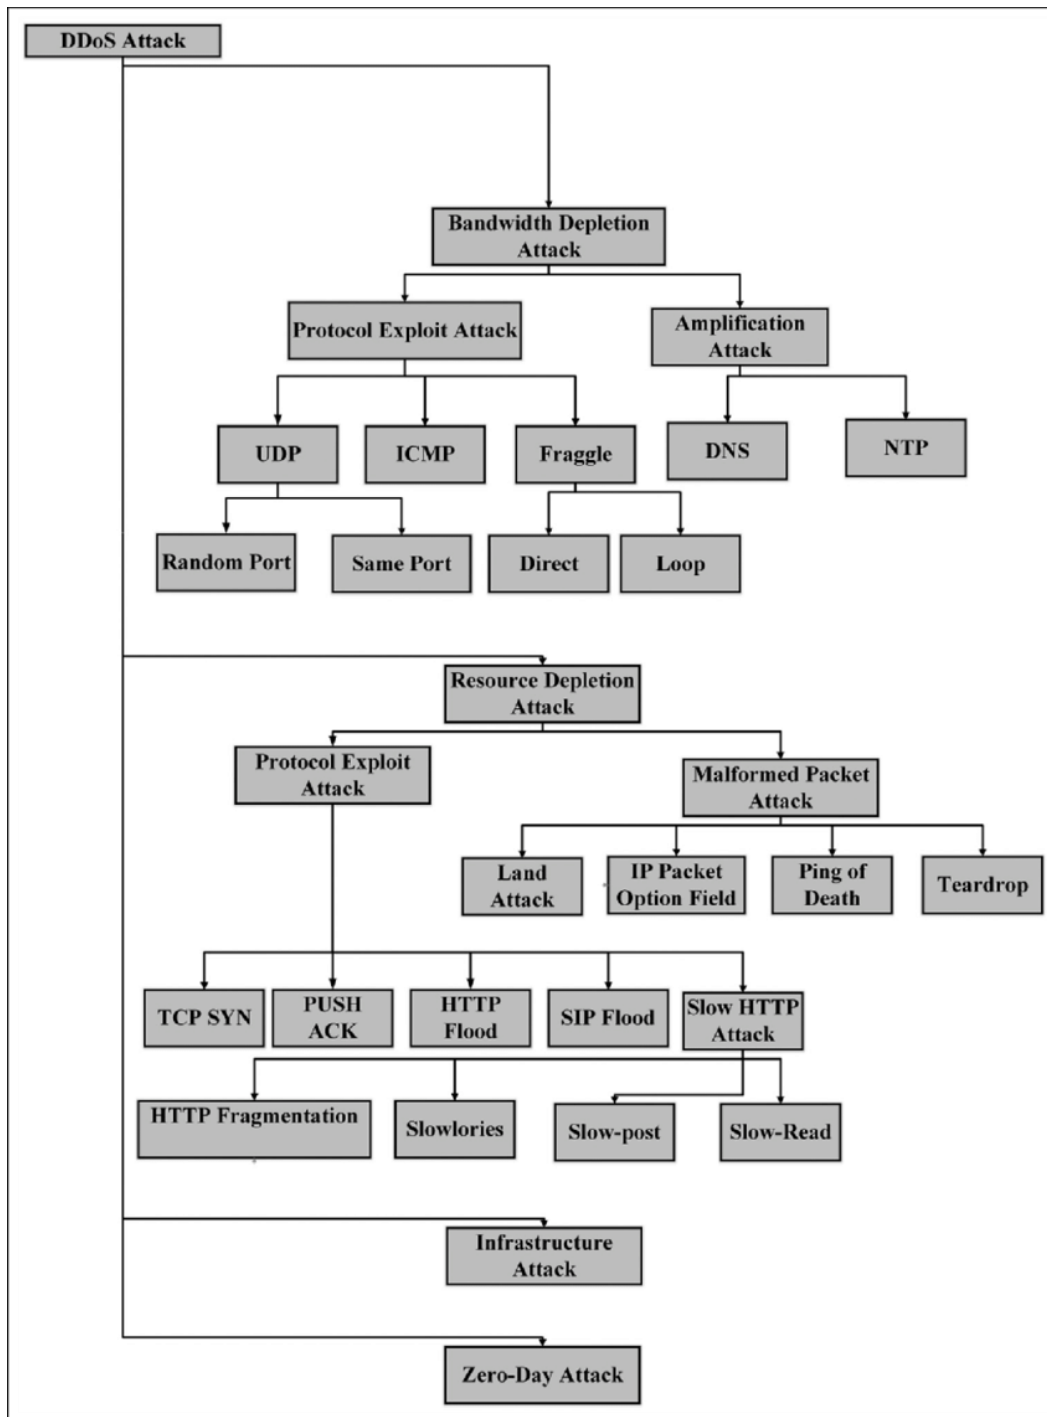 DDoS Attack
Bandwidth Depletion
Attack
Protocol Exploit Attack
Amplification
Attack
UDP
ICMP
Fraggle
DNS
NTP
Random Port
Same Port
Direct
Loop
Resource Depletion
Attack
Protocol Exploit
Attack
Malformed Packet
Attack
Land
Attack
IP Packet
Option Field
Ping of
Death
Teardrop
TCP SYN
PUSH
ACK
HTTP
Flood
SIP Flood
Slow HTTP
Attack
HTTP Fragmentation
Slowlories
Slow-post
Slow-Read
Infrastructure
Attack
Zero-Day Attack